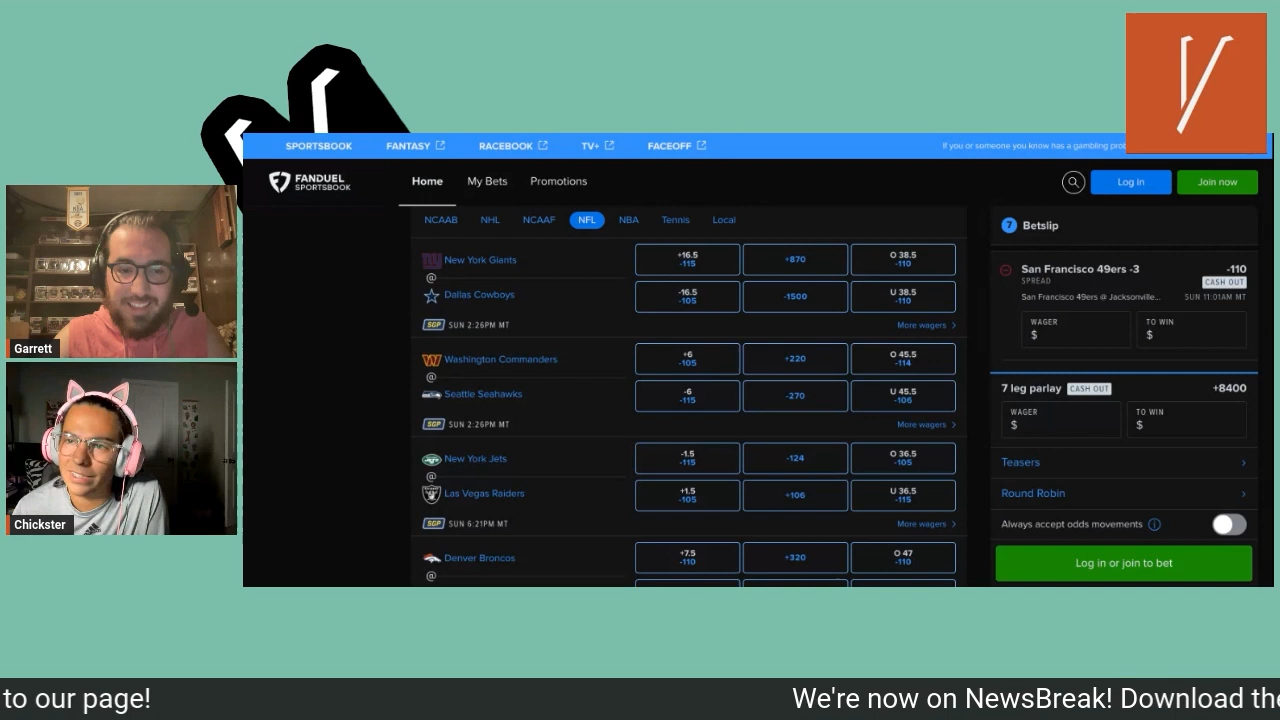 SPORTSBOOK FANTASY RACEBOOK TV+ FACEOFF If you or someone you know has a gambling
FANDUEL
SPORTSBOOK
Home My Bets Promotions
Log in Join now
NCAAB NHL NCAAF NFL NBA Tennis Local
7 Betslip
New York Giants
+16.5
-115
+870
O 38.5
-110
@
Dallas Cowboys
-16.5
-105
-1500
U 38.5
-110
SGP SUN 2:26PM MT More wagers >
Washington Commanders
+6
-105
+220
O 45.5
-114
@
Seattle Seahawks
-6
-115
-270
U 45.5
-106
SGP SUN 2:26PM MT More wagers >
New York Jets
-1.5
-115
-124
O 36.5
-105
@
Las Vegas Raiders
+1.5
-105
+106
U 36.5
-115
SGP SUN 6:21PM MT More wagers >
Denver Broncos
+7.5
-110
+320
O 47
-110
@
San Francisco 49ers -3 -110
SPREAD CASH OUT
San Francisco 49ers @ Jacksonville... SUN 11:01AM MT
WAGER TO WIN
$ $
7 leg parlay CASH OUT +8400
WAGER TO WIN
$ $
Teasers >
Round Robin >
Always accept odds movements
Log in or join to bet
NBA
Garrett
Chickster
to our page! We're now on NewsBreak! Download the